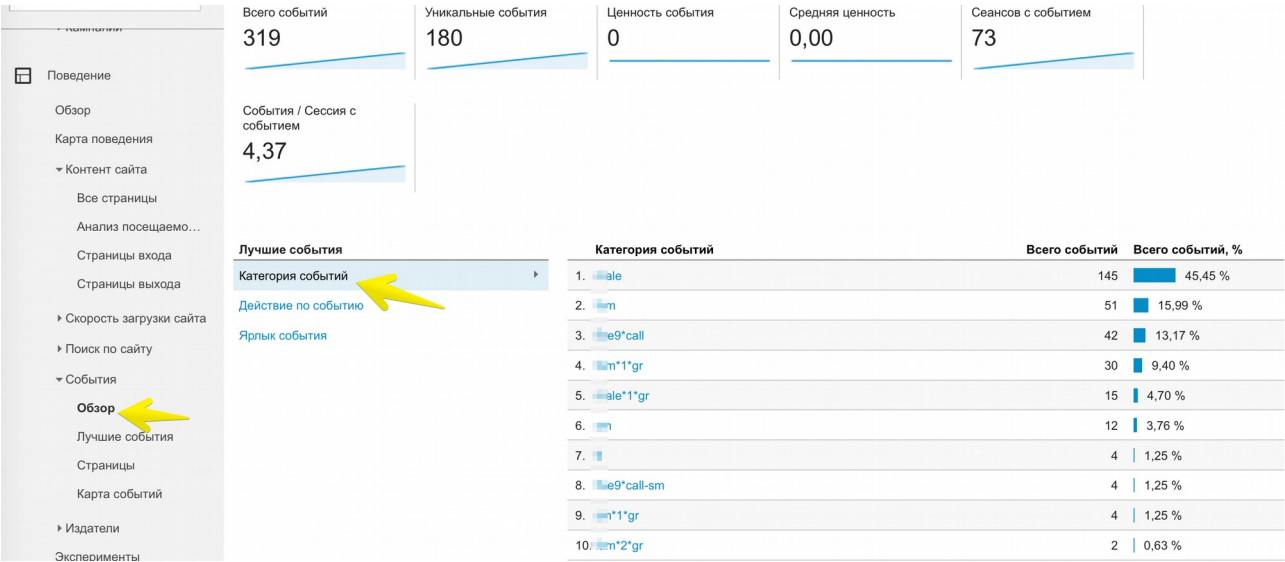 Кампании
Поведение
Обзор
Карта поведения
Контент сайта
Все страницы
Анализ посещаемо…
Страницы входа
Страницы выхода
Скорость загрузки сайта
Поиск по сайту
События
Обзор
Лучшие события
Страницы
Карта событий
Издатели
Эксперименты
Всего событий
319
Уникальные события
180
Ценность события
0
Средняя ценность
0,00
Сеансов с событием
73
События / Сессия с
событием
4,37
Лучшие события
Категория событий
Действие по событию
Ярлык события
Категория событий Всего событий Всего событий, %
1. ale 145 45,45 %
2. m 51 15,99 %
3. e9*call 42 13,17 %
4. m*1*gr 30 9,40 %
5. ale*1*gr 15 4,70 %
6. 12 3,76 %
7. 4 1,25 %
8. e9*call-sm 4 1,25 %
9. *1*gr 4 1,25 %
10. m*2*gr 2 0,63 %